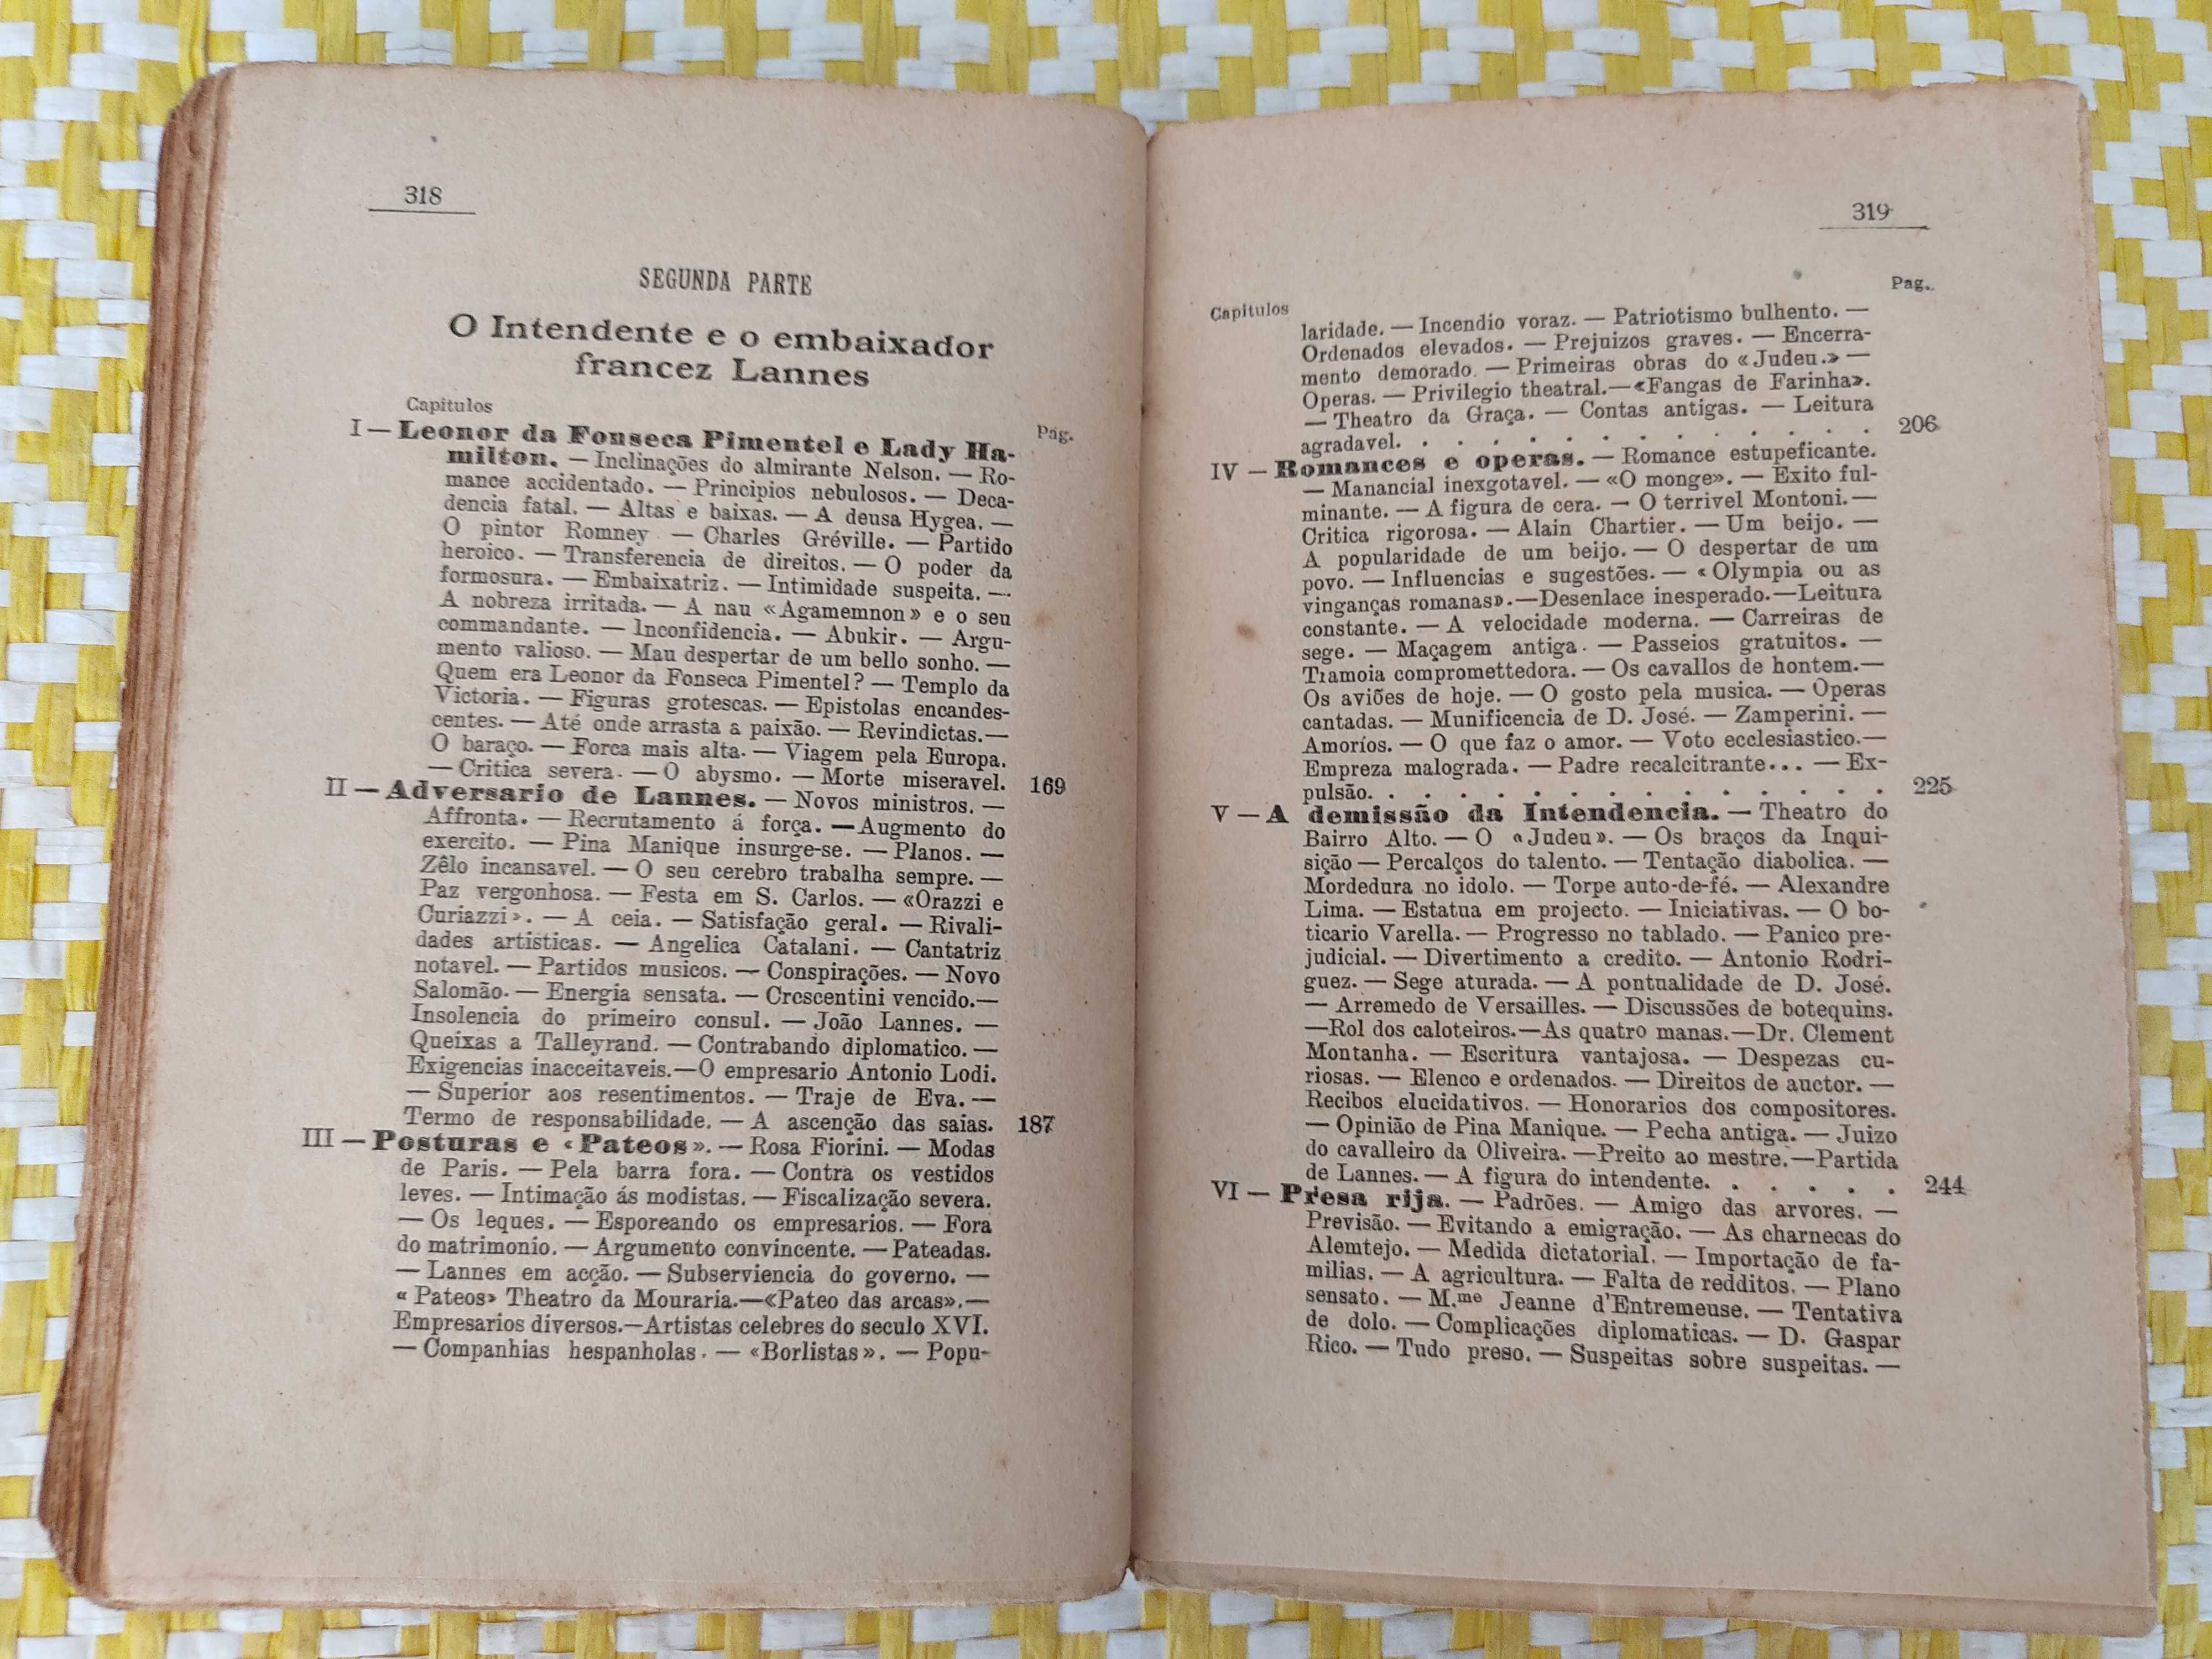 318
SEGUNDA PARTE
O Intendente e o embaixador
francez Lannes
Capitulos
Pág.
I — Leonor da Fonseca Pimentel e Lady Ha-
milton. — Inclinações do almirante Nelson. — Ro-
mance accidentado. — Principios nebulosos. — Deca-
dencia fatal. — Altas e baixas. — A deusa Hygea. —
O pintor Romney — Charles Gréville. — Partido
heroico. — Transferencia de direitos. — O poder da
formosura. — Embaixatriz. — Intimidade suspeita. —
A nobreza irritada. — A nau «Agamemnon» e o seu
commandante. — Inconfidencia. — Abukir. — Argu-
mento valioso. — Mau despertar de um bello sonho. —
Quem era Leonor da Fonseca Pimentel? — Templo da
Victoria. — Figuras grotescas. — Epistolas encandes-
centes. — Até onde arrasta a paixão. — Revindictas.—
O baraço. — Forca mais alta. — Viagem pela Europa.
— Critica severa. — O abysmo. — Morte miseravel. 169
II — Adversario de Lannes. — Novos ministros. —
Affronta. — Recrutamento á força. — Augmento do
exercito. — Pina Manique insurge-se. — Planos. —
Zêlo incansavel. — O seu cerebro trabalha sempre. —
Paz vergonhosa. — Festa em S. Carlos. — «Orazzi e
Curiazzi». — A ceia. — Satisfação geral. — Rivali-
dades artisticas. — Angelica Catalani. — Cantatriz
notavel. — Partidos musicos. — Conspirações. — Novo
Salomão. — Energia sensata. — Crescentini vencido.—
Insolencia do primeiro consul. — João Lannes. —
Queixas a Talleyrand. — Contrabando diplomatico. —
Exigencias inacceitaveis.—O empresario Antonio Lodi.
— Superior aos resentimentos. — Traje de Eva. —
Termo de responsabilidade. — A ascenção das saias. 187
III — Posturas e «Pateos». — Rosa Fiorini. — Modas
de Paris. — Pela barra fora. — Contra os vestidos
leves. — Intimação ás modistas. — Fiscalização severa.
— Os leques. — Esporeando os empresarios. — Fora
do matrimonio. — Argumento convincente. — Pateadas.
— Lannes em acção. — Subserviencia do governo. —
«Pateos» Theatro da Mouraria.—«Pateo das arcas».—
Empresarios diversos.—Artistas celebres do seculo XVI.
— Companhias hespanholas. — «Borlistas». — Popu-
319
Capitulos
Pag.
laridade. — Incendio voraz. — Patriotismo bulhento. —
Ordenados elevados. — Prejuizos graves. — Encerra-
mento demorado. — Primeiras obras do «Judeu.» —
Operas. — Privilegio theatral.—«Fangas de Farinha».
— Theatro da Graça. — Contas antigas. — Leitura
agradavel. . . . . . . . . . . . . 206
IV — Romances e operas. — Romance estupeficante.
— Manancial inexgotavel. — «O monge». — Exito ful-
minante. — A figura de cera. — O terrivel Montoni.—
Critica rigorosa. — Alain Chartier. — Um beijo. —
A popularidade de um beijo. — O despertar de um
povo. — Influencias e sugestões. — «Olympia ou as
vinganças romanas».—Desenlace inesperado.—Leitura
constante. — A velocidade moderna. — Carreiras de
sege. — Maçagem antiga. — Passeios gratuitos. —
Tramoia compromettedora. — Os cavallos de hontem.—
Os aviões de hoje. — O gosto pela musica. — Operas
cantadas. — Munificencia de D. José. — Zamperini. —
Amoríos. — O que faz o amor. — Voto ecclesiastico.—
Empreza malograda. — Padre recalcitrante... — Ex-
pulsão. . . . . . . . . . . . . . 225
V — A demissão da Intendencia. — Theatro do
Bairro Alto. — O «Judeu». — Os braços da Inqui-
sição — Percalços do talento. — Tentação diabolica. —
Mordedura no idolo. — Torpe auto-de-fé. — Alexandre
Lima. — Estatua em projecto. — Iniciativas. — O bo-
ticario Varella. — Progresso no tablado. — Panico pre-
judicial. — Divertimento a credito. — Antonio Rodri-
guez. — Sege aturada. — A pontualidade de D. José.
— Arremedo de Versailles. — Discussões de botequins.
—Rol dos caloteiros.—As quatro manas.—Dr. Clement
Montanha. — Escritura vantajosa. — Despezas cu-
riosas. — Elenco e ordenados. — Direitos de auctor. —
Recibos elucidativos. — Honorarios dos compositores.
— Opinião de Pina Manique. — Pecha antiga. — Juizo
do cavalleiro da Oliveira. —Preito ao mestre.—Partida
de Lannes. — A figura do intendente. . . . . . 244
VI — Presa rija. — Padrões. — Amigo das arvores. —
Previsão. — Evitando a emigração. — As charnecas do
Alemtejo. — Medida dictatorial. — Importação de fa-
milias. — A agricultura. — Falta de redditos. — Plano
sensato. — M.me Jeanne d'Entremeuse. — Tentativa
de dolo. — Complicações diplomaticas. — D. Gaspar
Rico. — Tudo preso. — Suspeitas sobre suspeitas. —